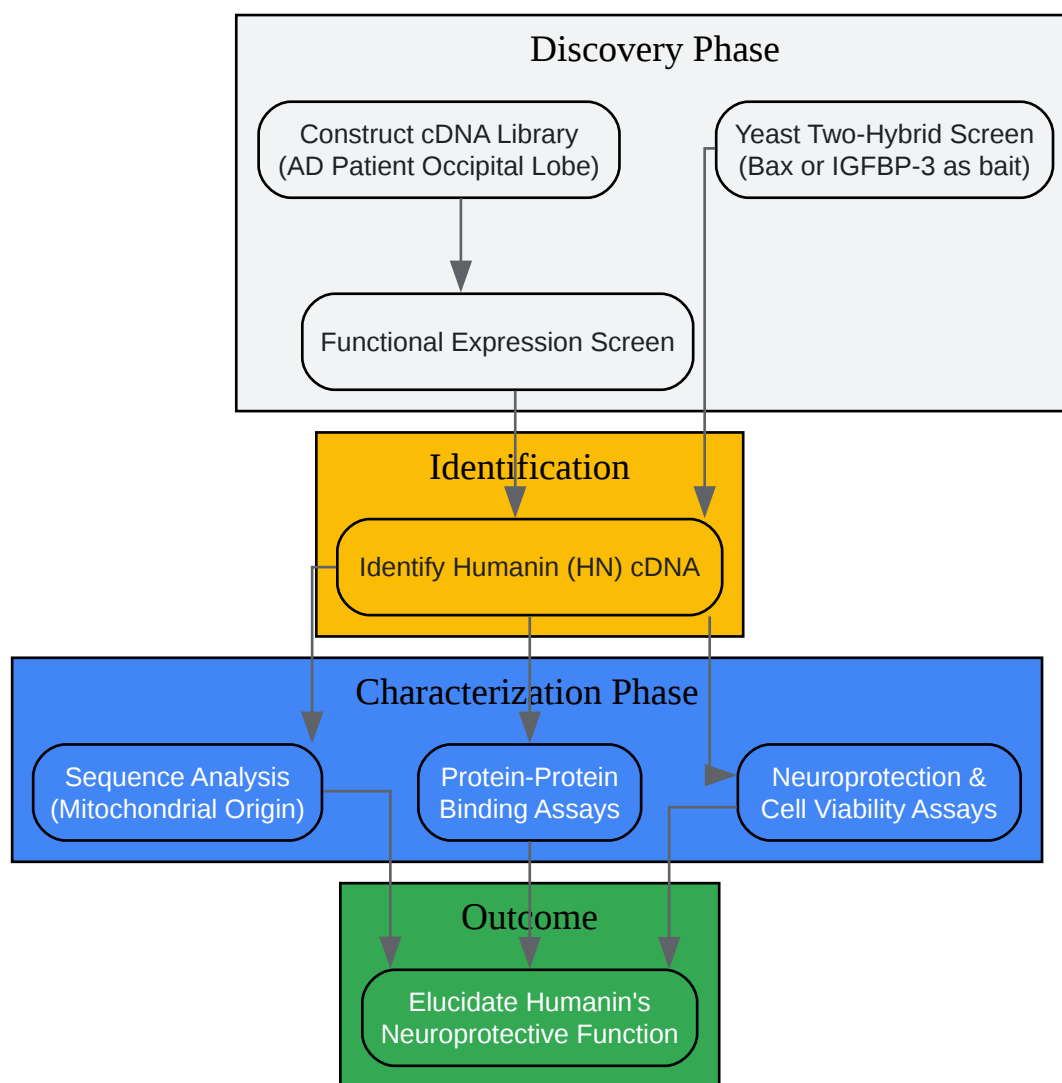 Discovery Phase
Construct cDNA Library
(AD Patient Occipital Lobe)
Yeast Two-Hybrid Screen
(Bax or IGFBP-3 as bait)
Functional Expression Screen
Identification
Identify Humanin (HN) cDNA
Characterization Phase
Sequence Analysis
(Mitochondrial Origin)
Protein-Protein
Binding Assays
Neuroprotection &
Cell Viability Assays
Outcome
Elucidate Humanin's
Neuroprotective Function